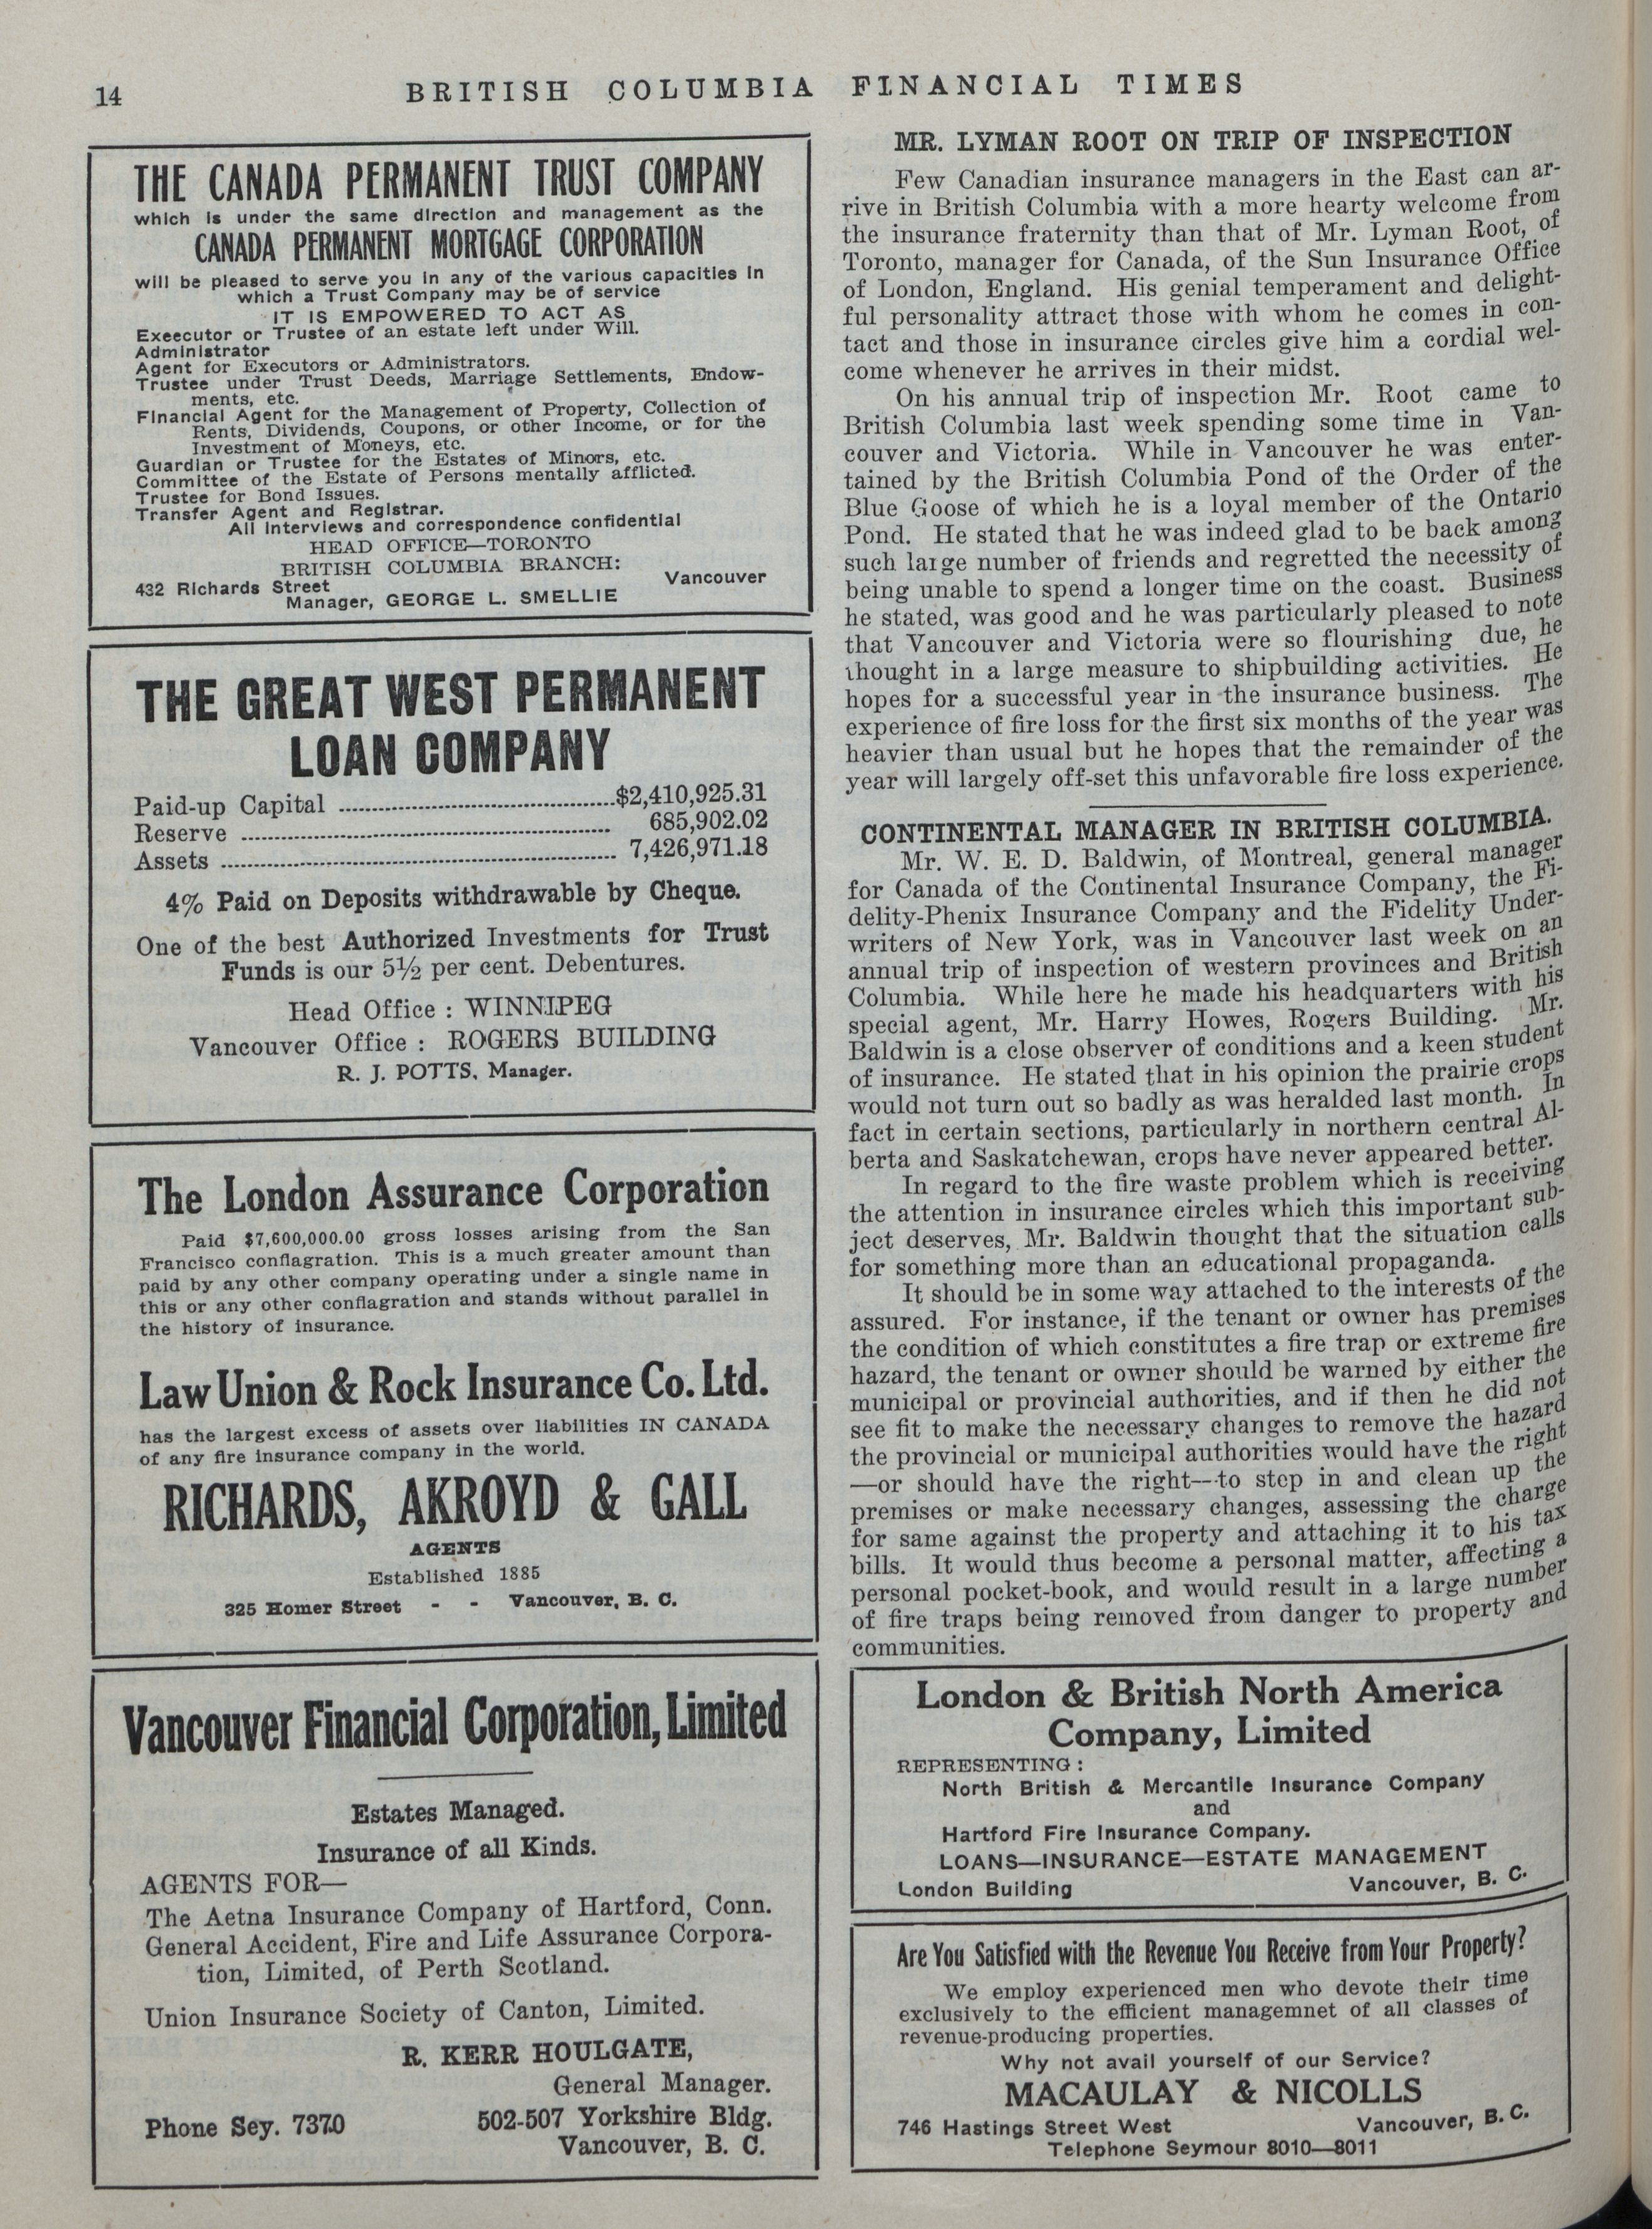 14
BRITISH COLUMBIA FINANCIAL TIMES
THE CANADA PERMANENT TRUST COMPANY
which is under the same direction and management as the
CANADA PERMANENT MORTGAGE CORPORATION
will be pleased to serve you in any of the various capacities in
which a Trust Company may be of service
IT IS EMPOWERED TO ACT AS
Exeecutor or Trustee of an estate left under Will.
Administrator
Agent for Executors or Administrators.
Trustee under Trust Deeds, Marriage Settlements, Endow-
ments, etc.
Financial Agent for the Management of Property, Collection of
Rents, Dividends, Coupons, or other Income, or for the
Investment of Moneys, etc.
Guardian or Trustee for the Estates of Minors, etc.
Committee of the Estate of Persons mentally afflicted.
Trustee for Bond Issues.
Transfer Agent and Registrar.
All interviews and correspondence confidential
HEAD OFFICE—TORONTO
BRITISH COLUMBIA BRANCH:
432 Richards Street Vancouver
Manager, GEORGE L. SMELLIE
THE GREAT WEST PERMANENT
LOAN COMPANY
Paid-up Capital ........ $2,410,925.31
Reserve ........ 685,902.02
Assets ........ 7,426,971.18
4% Paid on Deposits withdrawable by Cheque.
One of the best Authorized Investments for Trust
Funds is our 5½ per cent. Debentures.
Head Office : WINNIPEG
Vancouver Office : ROGERS BUILDING
R. J. POTTS, Manager.
The London Assurance Corporation
Paid $7,600,000.00 gross losses arising from the San
Francisco conflagration. This is a much greater amount than
paid by any other company operating under a single name in
this or any other conflagration and stands without parallel in
the history of insurance.
Law Union & Rock Insurance Co. Ltd.
has the largest excess of assets over liabilities IN CANADA
of any fire insurance company in the world.
RICHARDS, AKROYD & GALL
AGENTS
Established 1885
325 Homer Street - - Vancouver, B. C.
Vancouver Financial Corporation, Limited
Estates Managed.
Insurance of all Kinds.
AGENTS FOR—
The Aetna Insurance Company of Hartford, Conn.
General Accident, Fire and Life Assurance Corpora-
tion, Limited, of Perth Scotland.
Union Insurance Society of Canton, Limited.
R. KERR HOULGATE,
General Manager.
Phone Sey. 7370 502-507 Yorkshire Bldg.
Vancouver, B. C.
MR. LYMAN ROOT ON TRIP OF INSPECTION
Few Canadian insurance managers in the East can ar-
rive in British Columbia with a more hearty welcome from
the insurance fraternity than that of Mr. Lyman Root, of
Toronto, manager for Canada, of the Sun Insurance Office
of London, England. His genial temperament and delight-
ful personality attract those with whom he comes in con-
tact and those in insurance circles give him a cordial wel-
come whenever he arrives in their midst.
On his annual trip of inspection Mr. Root came to
British Columbia last week spending some time in Van-
couver and Victoria. While in Vancouver he was enter-
tained by the British Columbia Pond of the Order of the
Blue Goose of which he is a loyal member of the Ontario
Pond. He stated that he was indeed glad to be back among
such large number of friends and regretted the necessity of
being unable to spend a longer time on the coast. Business
he stated, was good and he was particularly pleased to note
that Vancouver and Victoria were so flourishing due, he
thought in a large measure to shipbuilding activities. He
hopes for a successful year in the insurance business. The
experience of fire loss for the first six months of the year was
heavier than usual but he hopes that the remainder of the
year will largely off-set this unfavorable fire loss experience.
CONTINENTAL MANAGER IN BRITISH COLUMBIA.
Mr. W. E. D. Baldwin, of Montreal, general manager
for Canada of the Continental Insurance Company, the Fi-
delity-Phenix Insurance Company and the Fidelity Under-
writers of New York, was in Vancouver last week on an
annual trip of inspection of western provinces and British
Columbia. While here he made his headquarters with his
special agent, Mr. Harry Howes, Rogers Building. Mr.
Baldwin is a close observer of conditions and a keen student
of insurance. He stated that in his opinion the prairie crops
would not turn out so badly as was heralded last month. In
fact in certain sections, particularly in northern central Al-
berta and Saskatchewan, crops have never appeared better.
In regard to the fire waste problem which is receiving
the attention in insurance circles which this important sub-
ject deserves, Mr. Baldwin thought that the situation calls
for something more than an educational propaganda.
It should be in some way attached to the interests of the
assured. For instance, if the tenant or owner has premises
the condition of which constitutes a fire trap or extreme fire
hazard, the tenant or owner should be warned by either the
municipal or provincial authorities, and if then he did not
see fit to make the necessary changes to remove the hazard
the provincial or municipal authorities would have the right
—or should have the right—to step in and clean up the
premises or make necessary changes, assessing the charge
for same against the property and attaching it to his tax
bills. It would thus become a personal matter, affecting a
personal pocket-book, and would result in a large number
of fire traps being removed from danger to property and
communities.
London & British North America
Company, Limited
REPRESENTING :
North British & Mercantile Insurance Company
and
Hartford Fire Insurance Company.
LOANS—INSURANCE—ESTATE MANAGEMENT
London Building Vancouver, B. C.
Are You Satisfied with the Revenue You Receive from Your Property?
We employ experienced men who devote their time
exclusively to the efficient managemnet of all classes of
revenue-producing properties.
Why not avail yourself of our Service?
MACAULAY & NICOLLS
746 Hastings Street West Vancouver, B. C.
Telephone Seymour 8010—8011